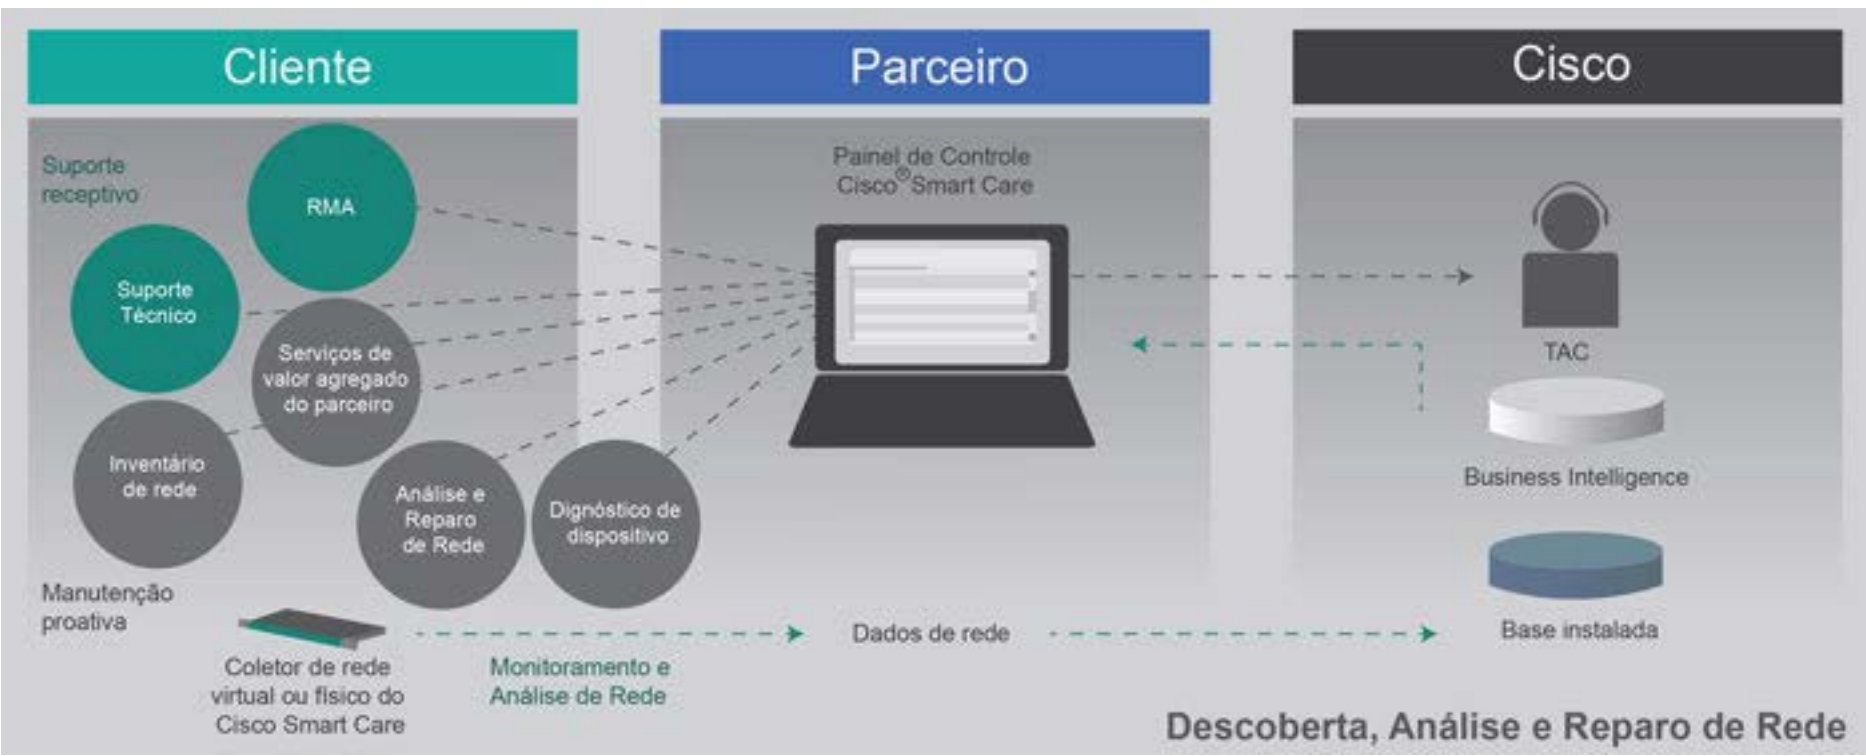 Cliente
Parceiro
Cisco
Suporte
receptivo
RMA
Suporte
Técnico
Serviços de
valor agregado
do parceiro
Inventário
de rede
Análise e
Reparo
de Rede
Dignóstico de
dispositivo
Manutenção
proativa
Coletor de rede
virtual ou físico do
Cisco Smart Care
Monitoramento e
Análise de Rede
Painel de Controle
Cisco® Smart Care
Dados de rede
TAC
Business Intelligence
Base instalada
Descoberta, Análise e Reparo de Rede